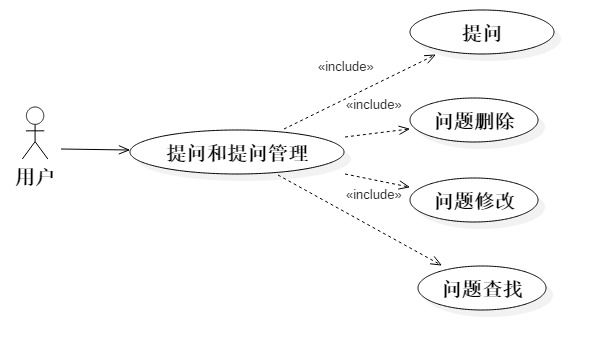 提问
«include»
«include»
问题删除
提问和提问管理
用户
«include»
问题修改
问题查找